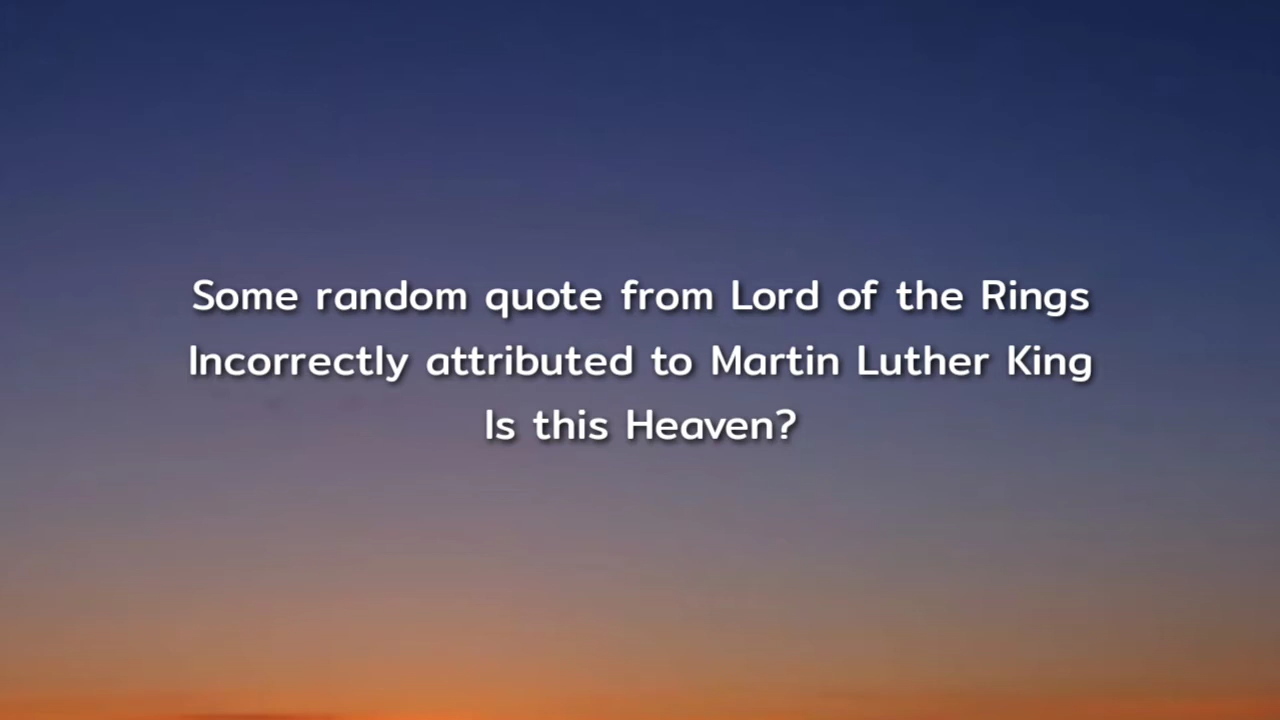 Some random quote from Lord of the Rings
Incorrectly attributed to Martin Luther King
Is this Heaven?